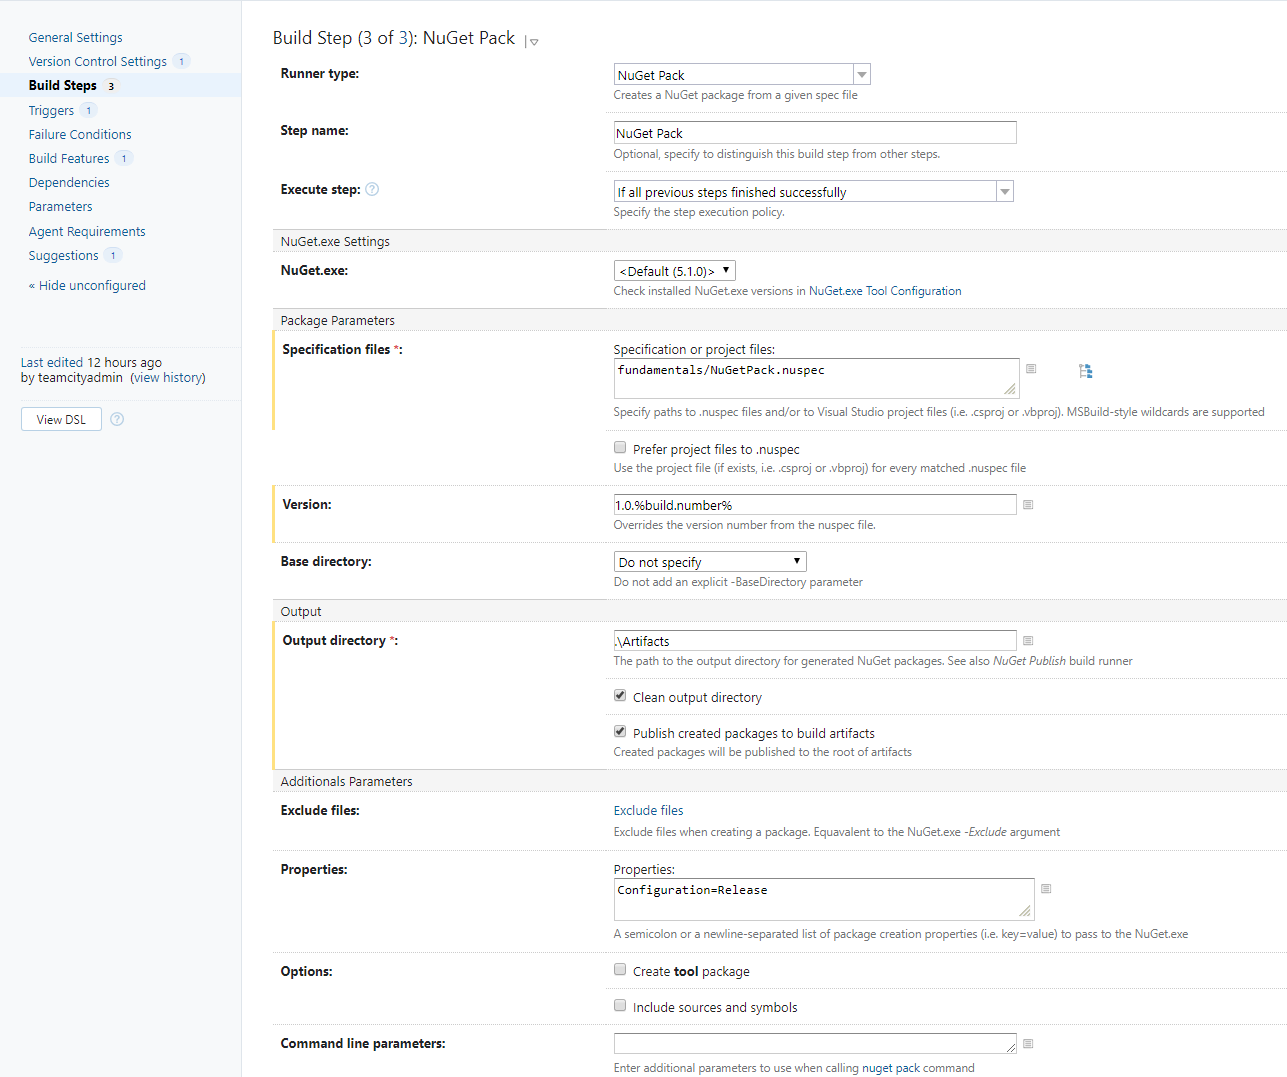 General Settings
Version Control Settings 1
Build Steps 3
Triggers 1
Failure Conditions
Build Features 1
Dependencies
Parameters
Agent Requirements
Suggestions 1
« Hide unconfigured
Last edited 12 hours ago
by teamcityadmin (view history)
View DSL ?
Build Step (3 of 3): NuGet Pack
Runner type:
NuGet Pack
Creates a NuGet package from a given spec file
Step name:
NuGet Pack
Optional, specify to distinguish this build step from other steps.
Execute step: ?
If all previous steps finished successfully
Specify the step execution policy.
NuGet.exe Settings
NuGet.exe:
<Default (5.1.0)>
Check installed NuGet.exe versions in NuGet.exe Tool Configuration
Package Parameters
Specification files *:
Specification or project files:
fundamentals/NuGetPack.nuspec
Specify paths to .nuspec files and/or to Visual Studio project files (i.e. .csproj or .vbproj). MSBuild-style wildcards are supported
Prefer project files to .nuspec
Use the project file (if exists, i.e. .csproj or .vbproj) for every matched .nuspec file
Version:
1.0.%build.number%
Overrides the version number from the nuspec file.
Base directory:
Do not specify
Do not add an explicit -BaseDirectory parameter
Output
Output directory *:
.\Artifacts
The path to the output directory for generated NuGet packages. See also NuGet Publish build runner
Clean output directory
Publish created packages to build artifacts
Created packages will be published to the root of artifacts
Additionals Parameters
Exclude files:
Exclude files
Exclude files when creating a package. Equavalent to the NuGet.exe -Exclude argument
Properties:
Properties:
Configuration=Release
A semicolon or a newline-separated list of package creation properties (i.e. key=value) to pass to the NuGet.exe
Options:
Create tool package
Include sources and symbols
Command line parameters:
Enter additional parameters to use when calling nuget pack command